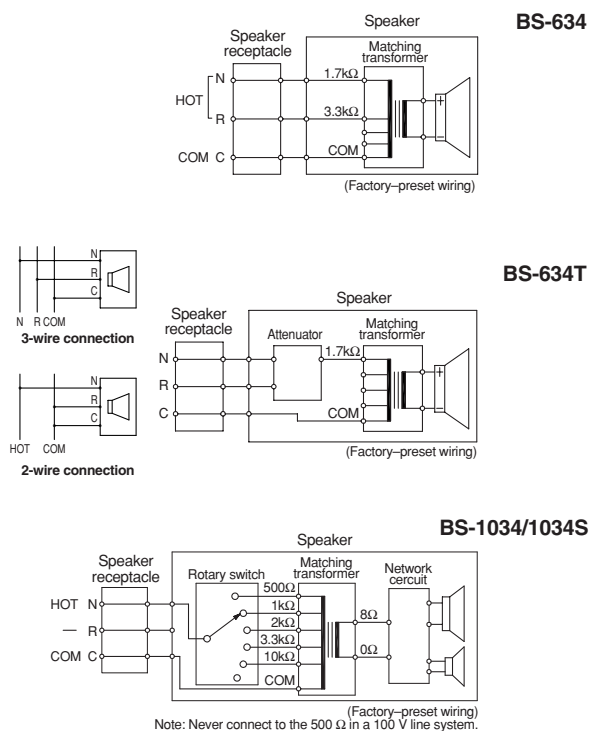 BS-634
Speaker
Speaker
receptacle
Matching
transformer
HOT
N
1.7kΩ
R
3.3kΩ
COM C
COM
+
−
(Factory–preset wiring)
BS-634T
N
R
C
N R COM
3-wire connection
N
R
C
HOT COM
2-wire connection
Speaker
Speaker
receptacle
Attenuator
Matching
transformer
N
1.7kΩ
R
C
COM
+
−
(Factory–preset wiring)
BS-1034/1034S
Speaker
Speaker
receptacle
Rotary switch
Matching
transformer
Network
cercuit
HOT N
— R
COM C
500Ω
1kΩ
2kΩ
3.3kΩ
10kΩ
COM
8Ω
0Ω
(Factory–preset wiring)
Note: Never connect to the 500 Ω in a 100 V line system.